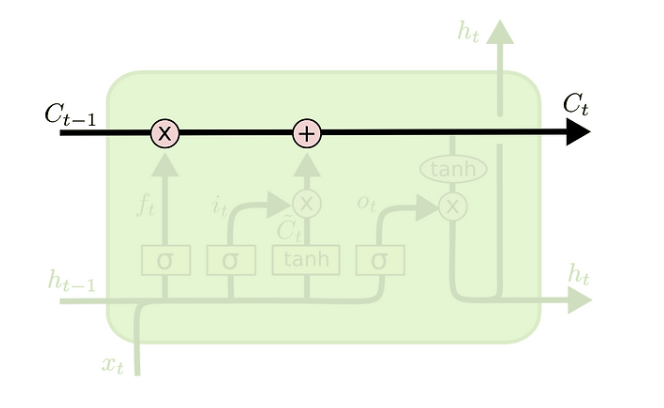 h_t
C_{t-1} C_t
x +
tanh
f_t i_t x o_t x
C̃_t
σ σ tanh σ
h_{t-1} h_t
x_t